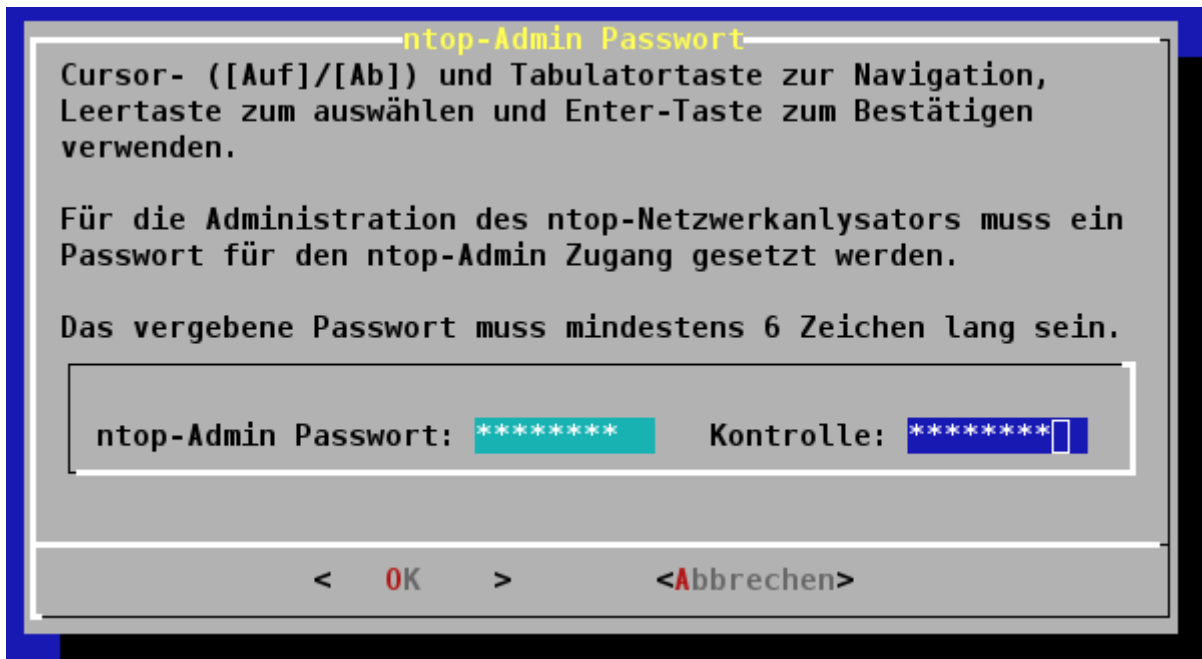 ntop-Admin Passwort
Cursor- ([Auf]/[Ab]) und Tabulatortaste zur Navigation,
Leertaste zum auswählen und Enter-Taste zum Bestätigen
verwenden.
Für die Administration des ntop-Netzwerkanlysators muss ein
Passwort für den ntop-Admin Zugang gesetzt werden.
Das vergebene Passwort muss mindestens 6 Zeichen lang sein.
ntop-Admin Passwort: ******** Kontrolle: ********
< OK > <Abbrechen>